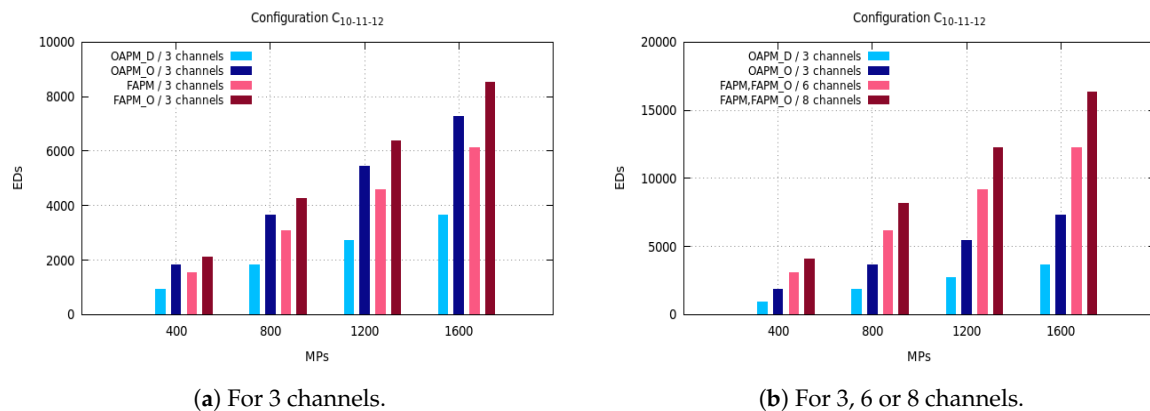 Configuration C10-11-12
10000
8000
6000
4000
2000
0
EDs
OAPM_D / 3 channels
OAPM_O / 3 channels
FAPM / 3 channels
FAPM_O / 3 channels
400 800 1200 1600
MPs
(a) For 3 channels.
Configuration C10-11-12
20000
15000
10000
5000
0
EDs
OAPM_D / 3 channels
OAPM_O / 3 channels
FAPM,FAPM_O / 6 channels
FAPM,FAPM_O / 8 channels
400 800 1200 1600
MPs
(b) For 3, 6 or 8 channels.